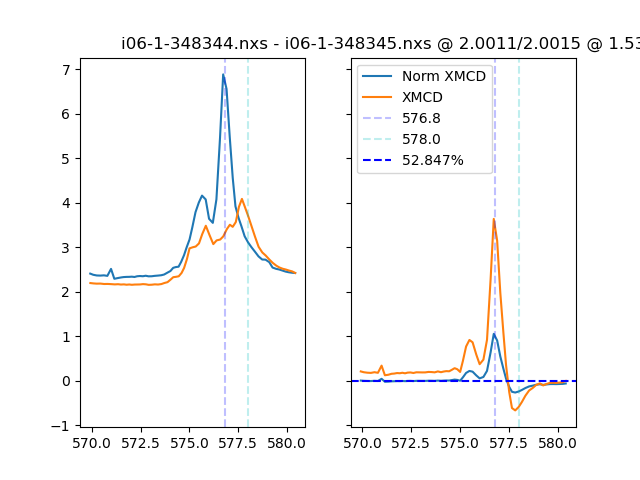 i06-1-348344.nxs - i06-1-348345.nxs @ 2.0011/2.0015 @ 1.53
7
6
5
4
3
2
1
0
−1
570.0 572.5 575.0 577.5 580.0
Norm XMCD
XMCD
576.8
578.0
52.847%
570.0 572.5 575.0 577.5 580.0